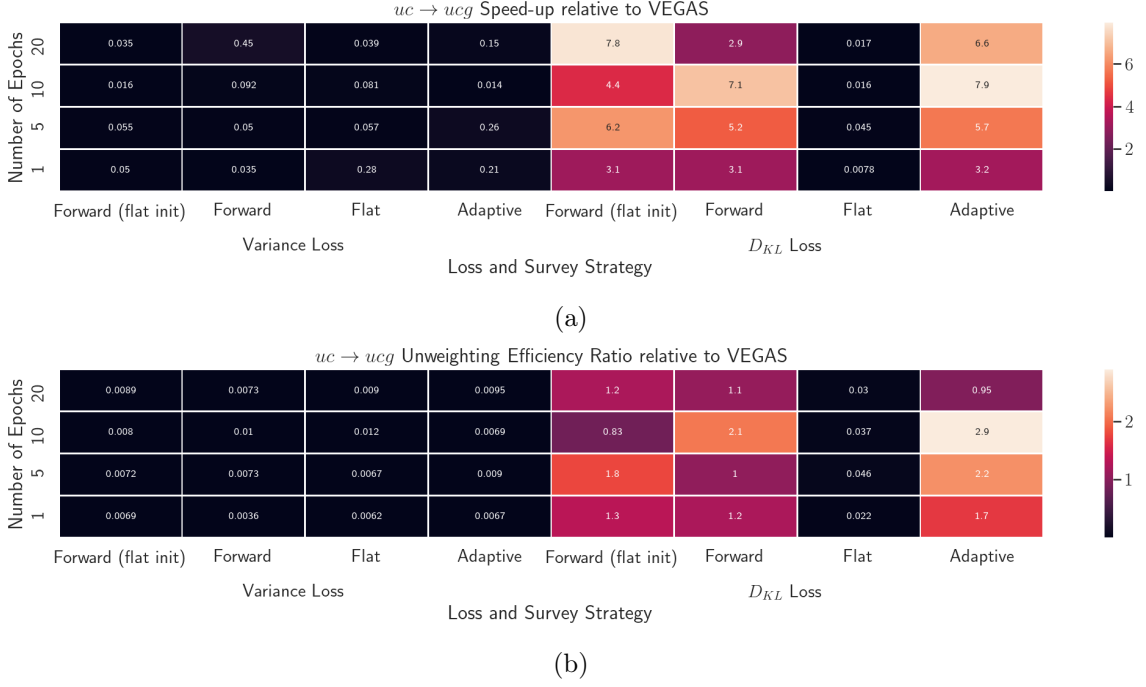 uc → ucg Speed-up relative to VEGAS
Number of Epochs
20 0.035 0.45 0.039 0.15 7.8 2.9 0.017 6.6
10 0.016 0.092 0.081 0.014 4.4 7.1 0.016 7.9
5 0.055 0.05 0.057 0.26 6.2 5.2 0.045 5.7
1 0.05 0.035 0.28 0.21 3.1 3.1 0.0078 3.2
6
4
2
Forward (flat init) Forward Flat Adaptive Forward (flat init) Forward Flat Adaptive
Variance Loss D_{KL} Loss
Loss and Survey Strategy
(a)
uc → ucg Unweighting Efficiency Ratio relative to VEGAS
Number of Epochs
20 0.0089 0.0073 0.009 0.0095 1.2 1.1 0.03 0.95
10 0.008 0.01 0.012 0.0069 0.83 2.1 0.037 2.9
5 0.0072 0.0073 0.0067 0.009 1.8 1 0.046 2.2
1 0.0069 0.0036 0.0062 0.0067 1.3 1.2 0.022 1.7
2
1
Forward (flat init) Forward Flat Adaptive Forward (flat init) Forward Flat Adaptive
Variance Loss D_{KL} Loss
Loss and Survey Strategy
(b)